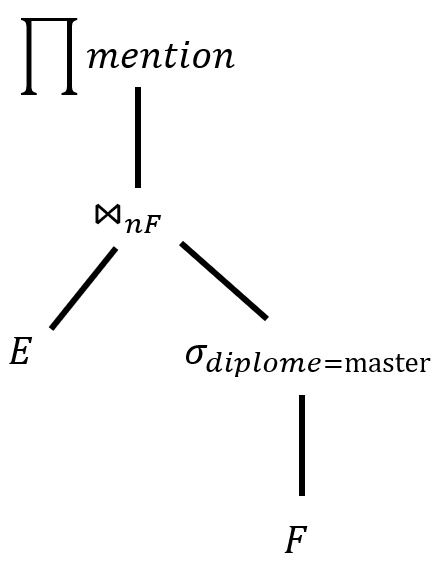 ∏ mention
⋈nF
E
σdiplome=master
F